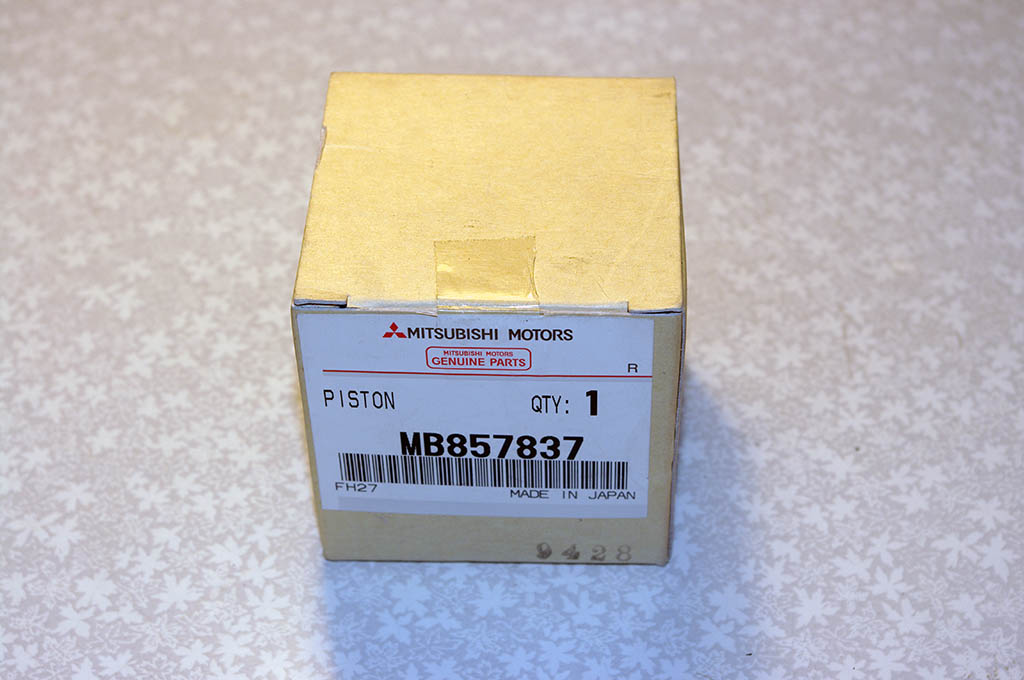 MITSUBISHI MOTORS
MITSUBISHI MOTORS
GENUINE PARTS
R
PISTON QTY: 1
MB857837
FH27 MADE IN JAPAN
9428